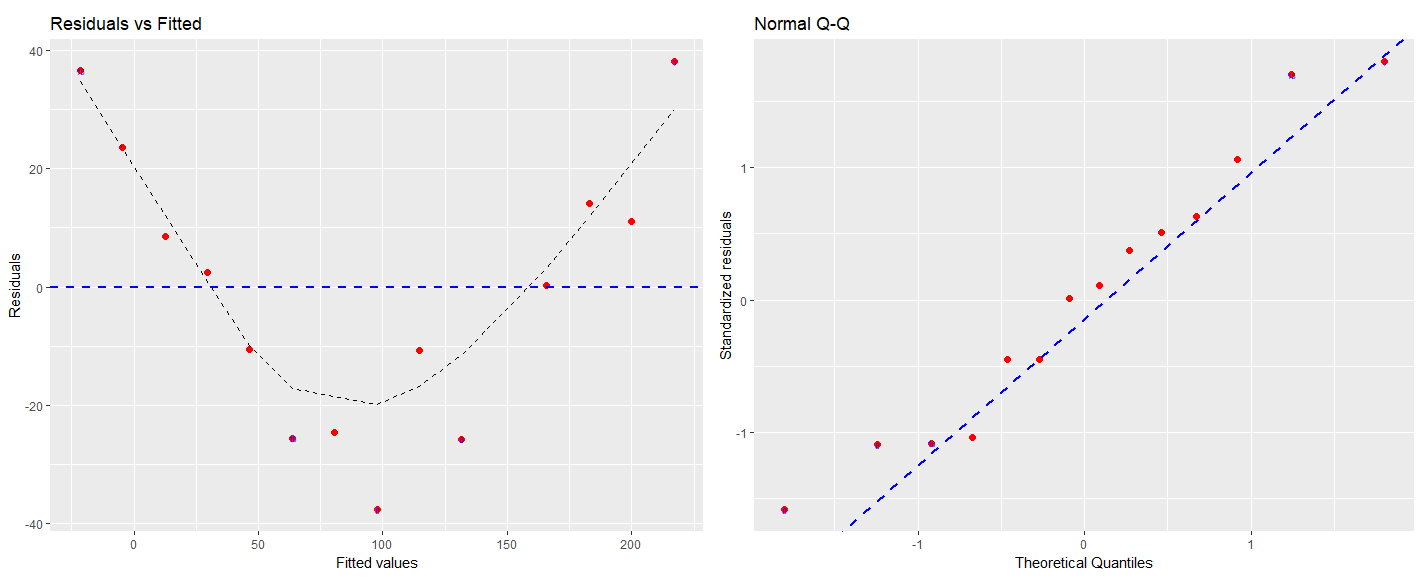 Residuals vs Fitted
Residuals
40
20
0
-20
-40
0
50
100
150
200
Fitted values
Normal Q-Q
Standardized residuals
1
0
-1
-1
0
1
Theoretical Quantiles